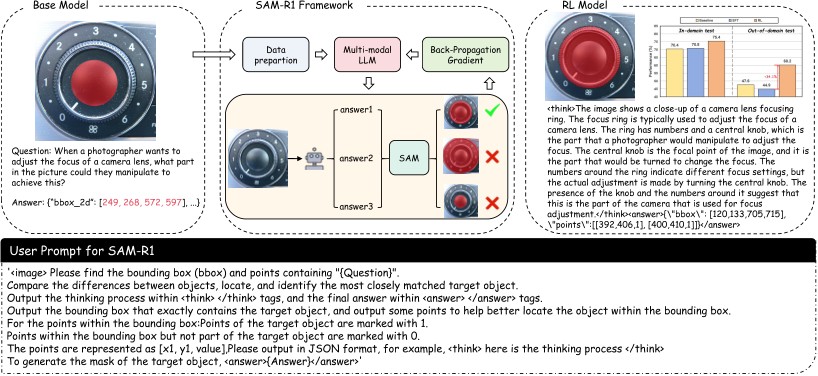 Base Model
Question: When a photographer wants to
adjust the focus of a camera lens, what part
in the picture could they manipulate to
achieve this?
Answer: {"bbox_2d": [249, 268, 572, 597], ...}
SAM-R1 Framework
Data
prepartion
Multi-modal
LLM
Back-Propagation
Gradient
answer1
answer2
answer3
SAM
RL Model
In-domain test
Out-of-domain test
<think>The image shows a close-up of a camera lens focusing
ring. The focus ring is typically used to adjust the focus of a
camera lens. The ring has numbers and a central knob, which is
the part that a photographer would manipulate to adjust the
focus. The central knob is the focal point of the image, and it is
the part that would be turned to change the focus. The
numbers around the ring indicate different focus settings, but
the actual adjustment is made by turning the central knob. The
presence of the knob and the numbers around it suggest that
this is the part of the camera that is used for focus
adjustment.</think><answer>{\"bbox\": [120,133,705,715],
\"points\":[[392,406,1], [400,410,1]]}</answer>
User Prompt for SAM-R1
'<image> Please find the bounding box (bbox) and points containing "{Question}".
Compare the differences between objects, locate, and identify the most closely matched target object.
Output the thinking process within <think> </think> tags, and the final answer within <answer> </answer> tags.
Output the bounding box that exactly contains the target object, and output some points to help better locate the object within the bounding box.
For the points within the bounding box:Points of the target object are marked with 1.
Points within the bounding box but not part of the target object are marked with 0.
The points are represented as [x1, y1, value],Please output in JSON format, for example, <think> here is the thinking process </think>
To generate the mask of the target object, <answer>{Answer}</answer>'